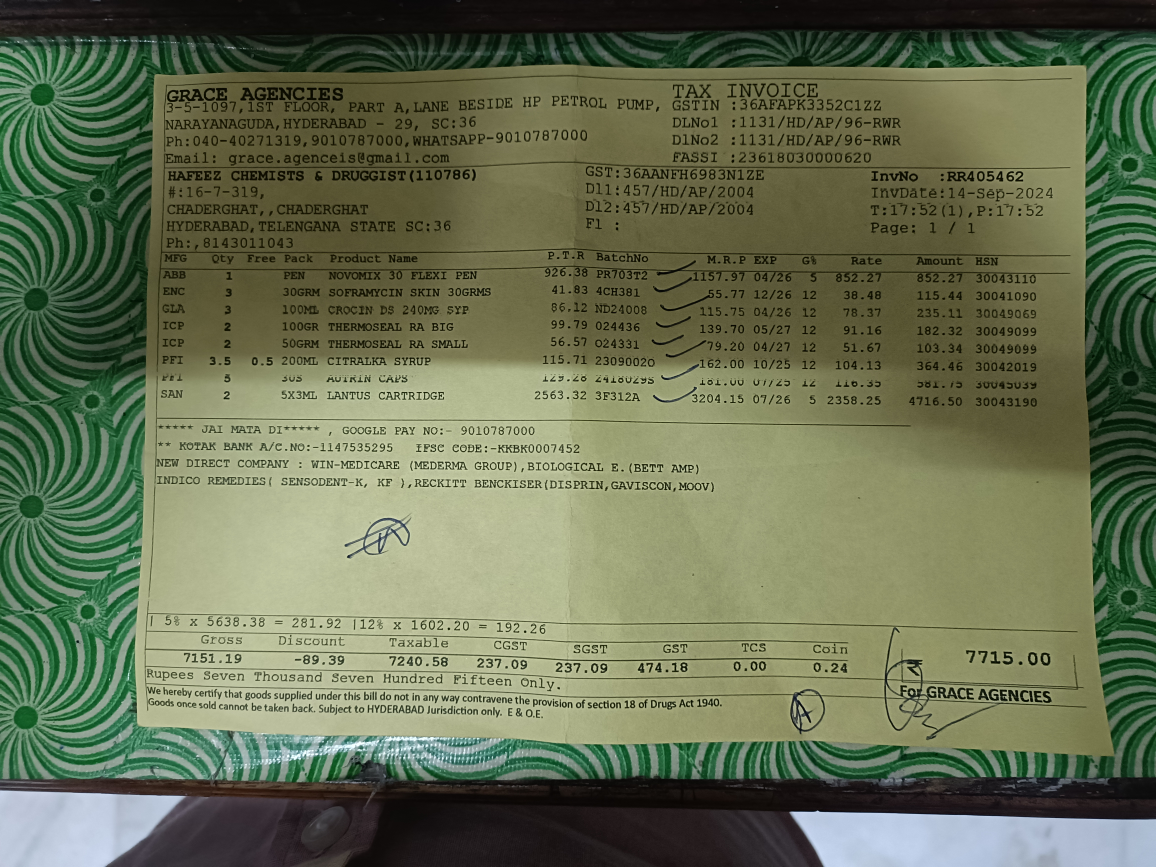 GRACE AGENCIES TAX INVOICE
3-5-1097,1ST FLOOR, PART A,LANE BESIDE HP PETROL PUMP, GSTIN :36AFAPK3352C1ZZ
NARAYANAGUDA,HYDERABAD - 29, SC:36 DLNo1 :1131/HD/AP/96-RWR
Ph:040-40271319,9010787000,WHATSAPP-9010787000 DlNo2 :1131/HD/AP/96-RWR
Email: grace.agenceis@gmail.com FASSI :23618030000620
HAFEEZ CHEMISTS & DRUGGIST(110786) GST:36AANFH6983N1ZE InvNo :RR405462
#:16-7-319, Dl1:457/HD/AP/2004 InvDate:14-Sep-2024
CHADERGHAT,,CHADERGHAT Dl2:457/HD/AP/2004 T:17:52(1),P:17:52
HYDERABAD,TELENGANA STATE SC:36 Fl : Page: 1 / 1
Ph:,8143011043
MFG Qty Free Pack Product Name P.T.R BatchNo M.R.P EXP G% Rate Amount HSN
ABB 1 PEN NOVOMIX 30 FLEXI PEN 926.38 PR703T2 1157.97 04/26 5 852.27 852.27 30043110
ENC 3 30GRM SOFRAMYCIN SKIN 30GRMS 41.83 4CH381 55.77 12/26 12 38.48 115.44 30041090
GLA 3 100ML CROCIN DS 240MG SYP 86.12 ND24008 115.75 04/26 12 78.37 235.11 30049069
ICP 2 100GR THERMOSEAL RA BIG 99.79 024436 139.70 05/27 12 91.16 182.32 30049099
ICP 2 50GRM THERMOSEAL RA SMALL 56.57 024331 79.20 04/27 12 51.67 103.34 30049099
PFI 3.5 0.5 200ML CITRALKA SYRUP 115.71 23090020 162.00 10/25 12 104.13 364.46 30042019
PFI 5 30S AUTRIN CAPS 129.28 2418029S 181.00 07/25 12 116.35 581.75 30045039
SAN 2 5X3ML LANTUS CARTRIDGE 2563.32 3F312A 3204.15 07/26 5 2358.25 4716.50 30043190
***** JAI MATA DI***** , GOOGLE PAY NO:- 9010787000
** KOTAK BANK A/C.NO:-1147535295 IFSC CODE:-KKBK0007452
NEW DIRECT COMPANY : WIN-MEDICARE (MEDERMA GROUP),BIOLOGICAL E.(BETT AMP)
INDICO REMEDIES( SENSODENT-K, KF ),RECKITT BENCKISER(DISPRIN,GAVISCON,MOOV)
| 5% x 5638.38 = 281.92 |12% x 1602.20 = 192.26
Gross Discount Taxable CGST SGST GST TCS Coin
7151.19 -89.39 7240.58 237.09 237.09 474.18 0.00 0.24 ₹ 7715.00
Rupees Seven Thousand Seven Hundred Fifteen Only.
We hereby certify that goods supplied under this bill do not in any way contravene the provision of section 18 of Drugs Act 1940. For GRACE AGENCIES
Goods once sold cannot be taken back. Subject to HYDERABAD Jurisdiction only. E & O.E.
A